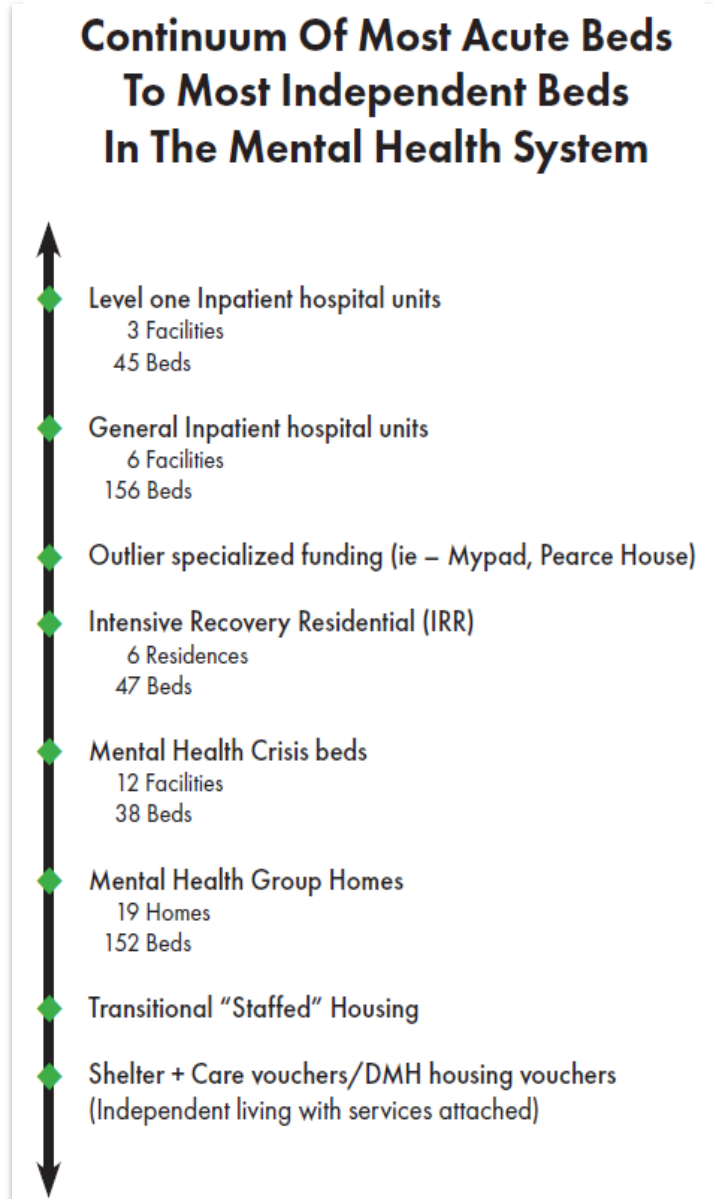 Continuum Of Most Acute Beds
To Most Independent Beds
In The Mental Health System
Level one Inpatient hospital units
3 Facilities
45 Beds
General Inpatient hospital units
6 Facilities
156 Beds
Outlier specialized funding (ie – Mypad, Pearce House)
Intensive Recovery Residential (IRR)
6 Residences
47 Beds
Mental Health Crisis beds
12 Facilities
38 Beds
Mental Health Group Homes
19 Homes
152 Beds
Transitional “Staffed” Housing
Shelter + Care vouchers/DMH housing vouchers
(Independent living with services attached)